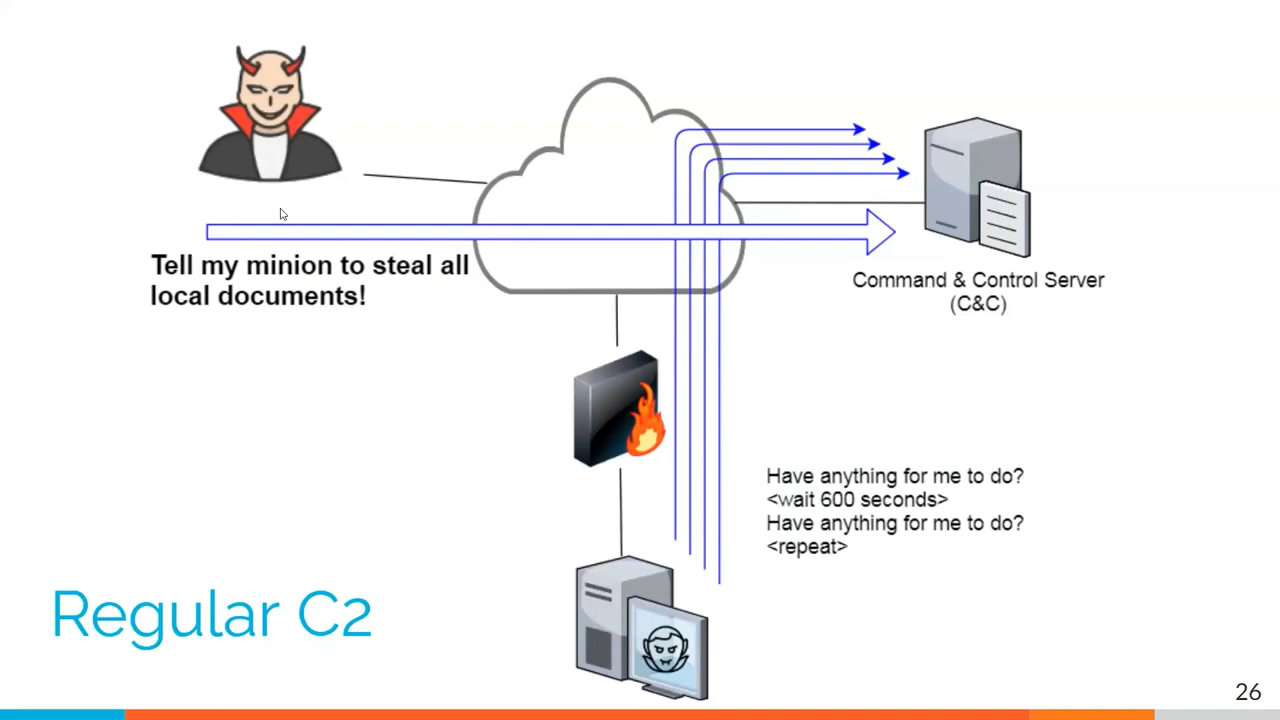 Tell my minion to steal all
local documents!
Command & Control Server
(C&C)
Have anything for me to do?
<wait 600 seconds>
Have anything for me to do?
<repeat>
Regular C2
26